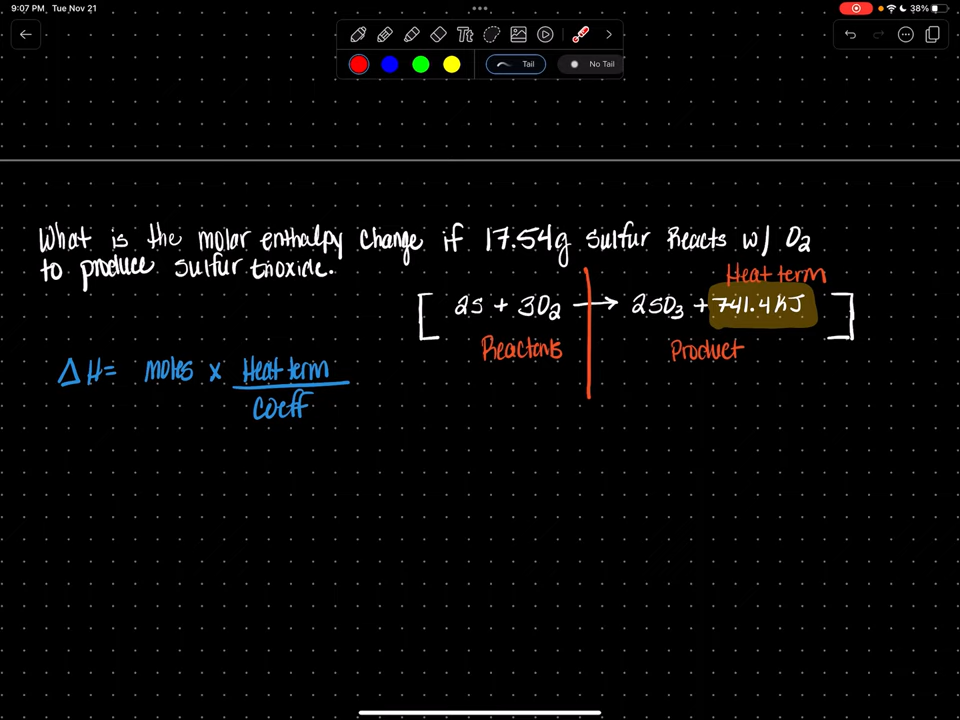 9:07 PM Tue Nov 21
38%
Tail
No Tail
What is the molar enthalpy change if 17.54g sulfur Reacts w/ O2
to produce sulfur trioxide.
Heat term
[ 2S + 3O2 → 2SO3 + 741.4 KJ ]
Reactants
Product
ΔH = moles x Heat term
coeff